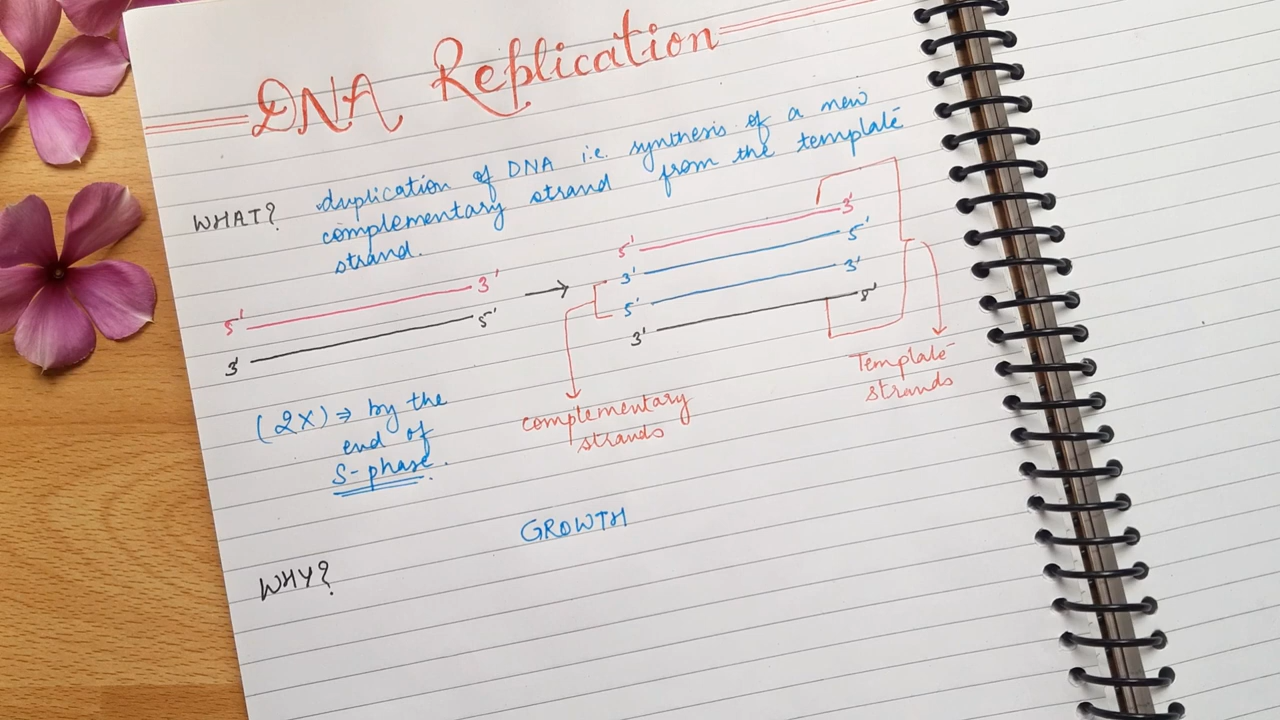 DNA Replication
WHAT? duplication of DNA i.e. synthesis of a new
complementary strand from the template
strand.
5' 3'
3' 5'
→
5' 3'
3' 5'
5' 3'
3' 5'
complementary
strands
Template
strands
(2X) ⇒ by the
end of
S-phase.
GROWTH
WHY?